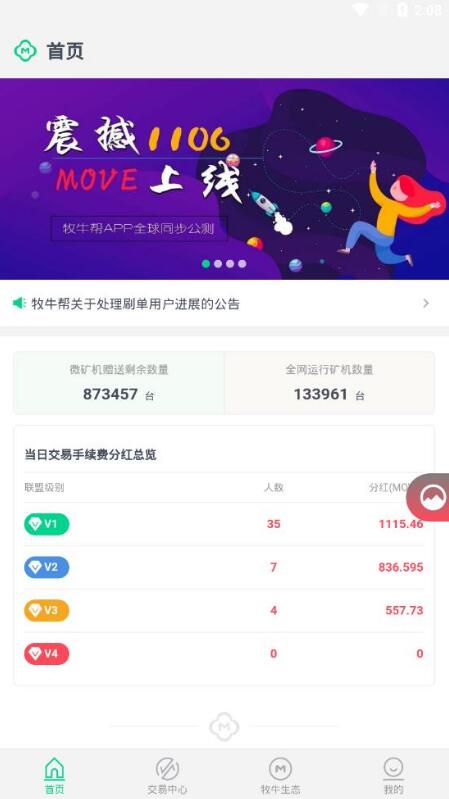 2:08
首页
震撼1106
MOVE上线
牧牛帮APP全球同步公测
牧牛帮关于处理刷单用户进展的公告
微矿机赠送剩余数量 全网运行矿机数量
873457 台 133961 台
当日交易手续费分红总览
联盟级别 人数 分红(MO
V1 35 1115.46
V2 7 836.595
V3 4 557.73
V4 0 0
首页 交易中心 牧牛生态 我的